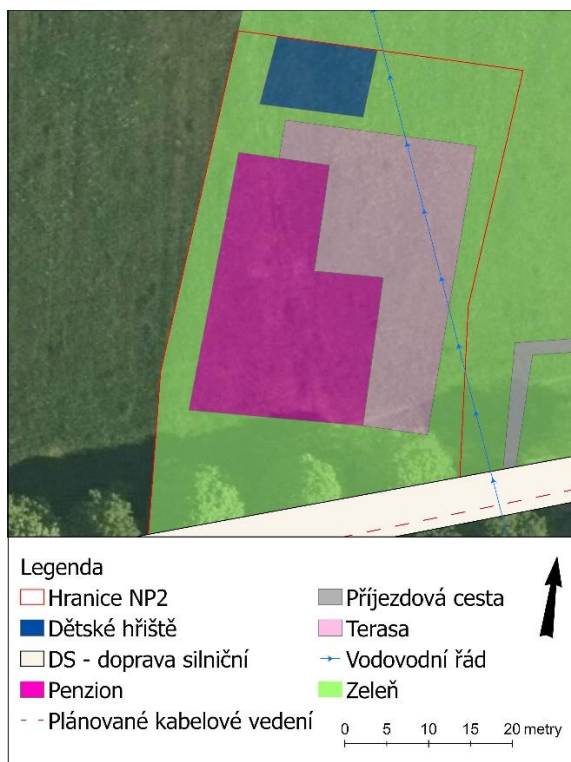 Legenda
Hranice NP2
Dětské hřiště
DS - doprava silniční
Penzion
Plánované kabelové vedení
Příjezdová cesta
Terasa
Vodovodní řád
Zeleň
0 5 10 20 metry